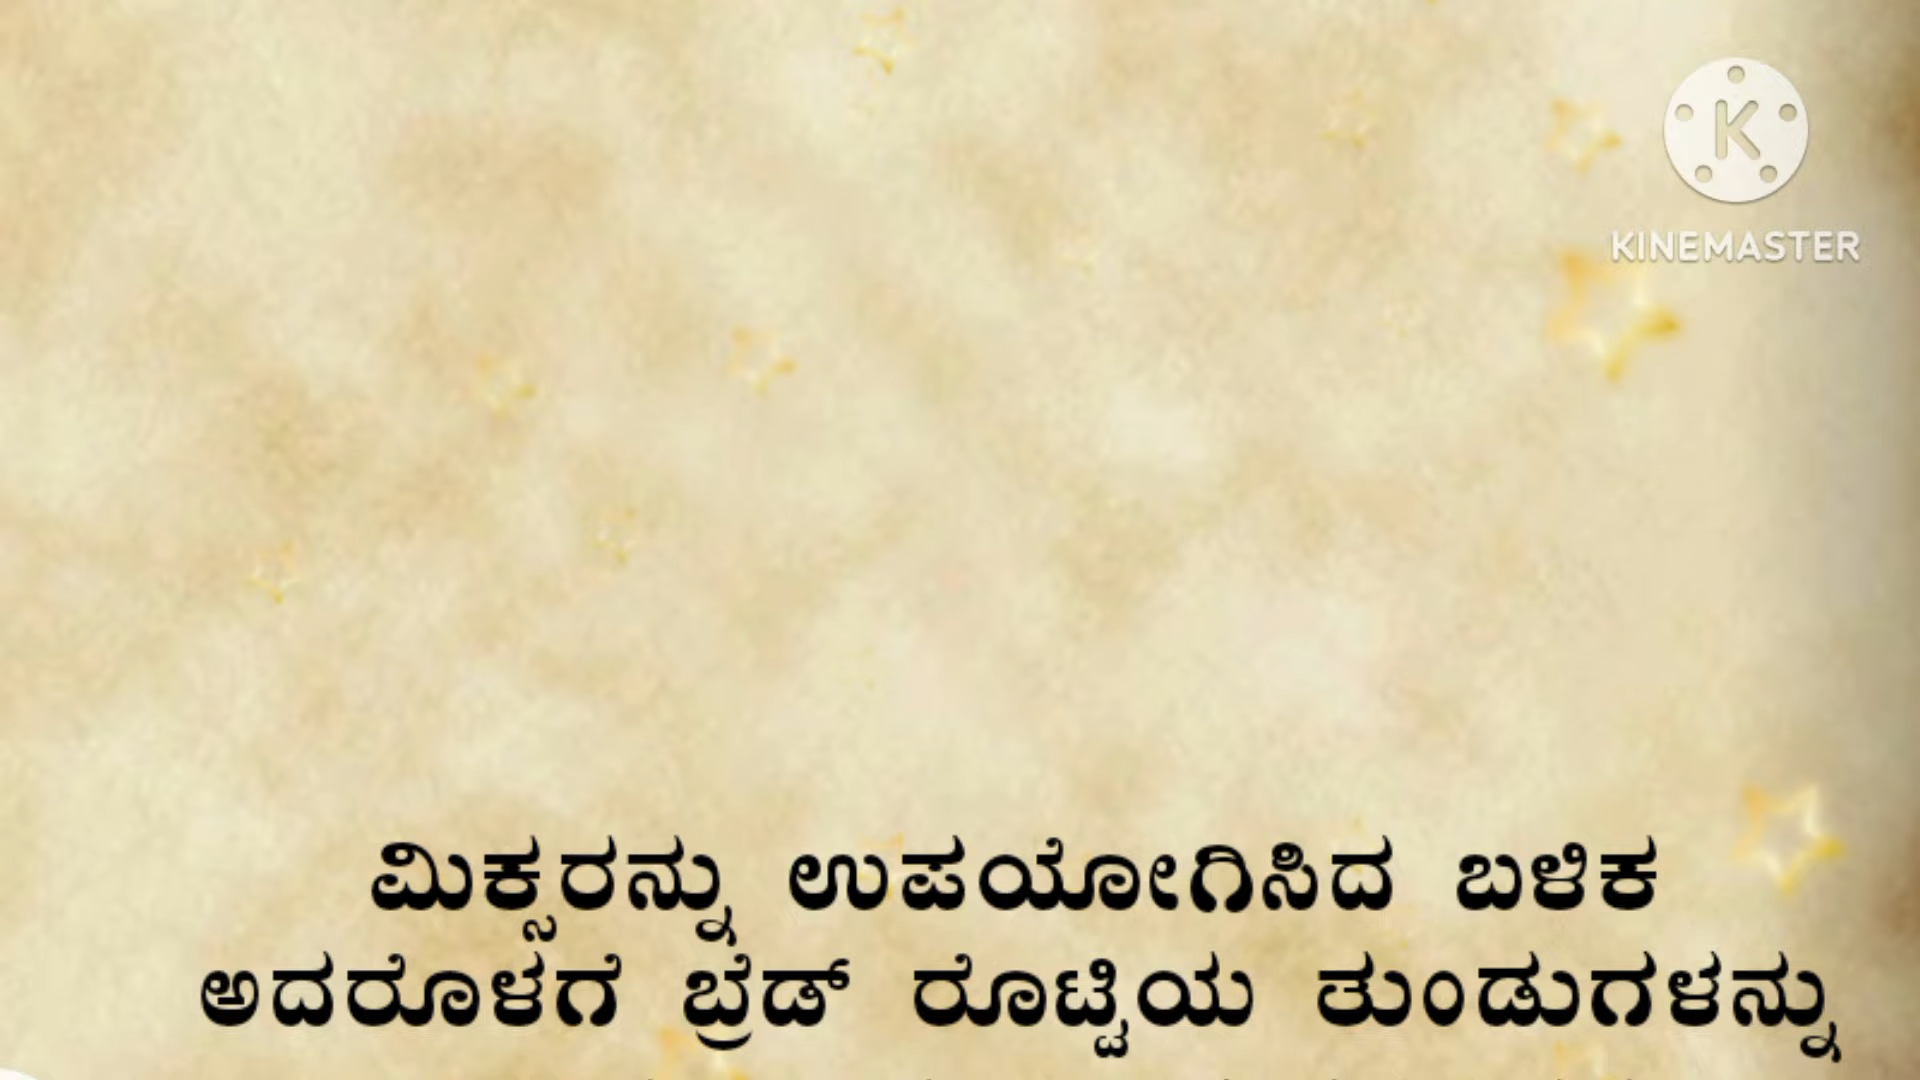 KINEMASTER
ಮಿಕ್ಸರನ್ನು ಉಪಯೋಗಿಸಿದ ಬಳಿಕ
ಅದರೊಳಗೆ ಬ್ರೆಡ್ ರೊಟ್ಟಿಯ ತುಂಡುಗಳನ್ನು